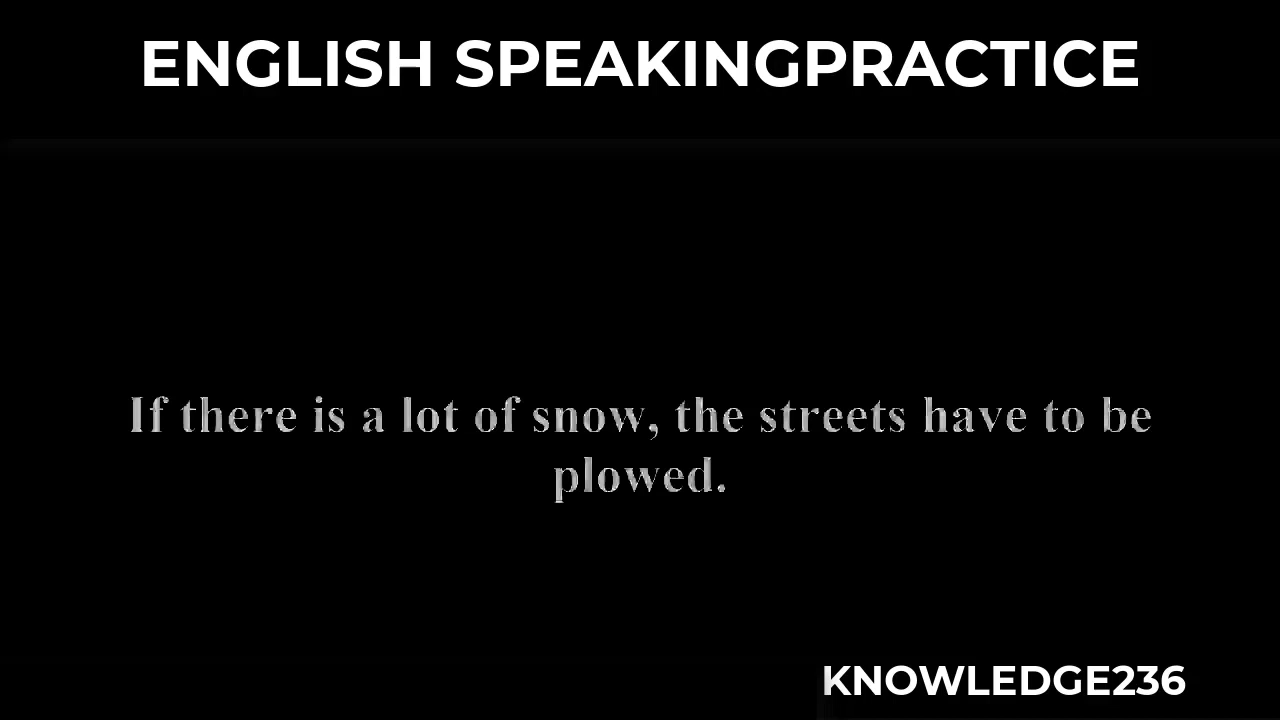 ENGLISH SPEAKINGPRACTICE
If there is a lot of snow, the streets have to be
plowed.
KNOWLEDGE236